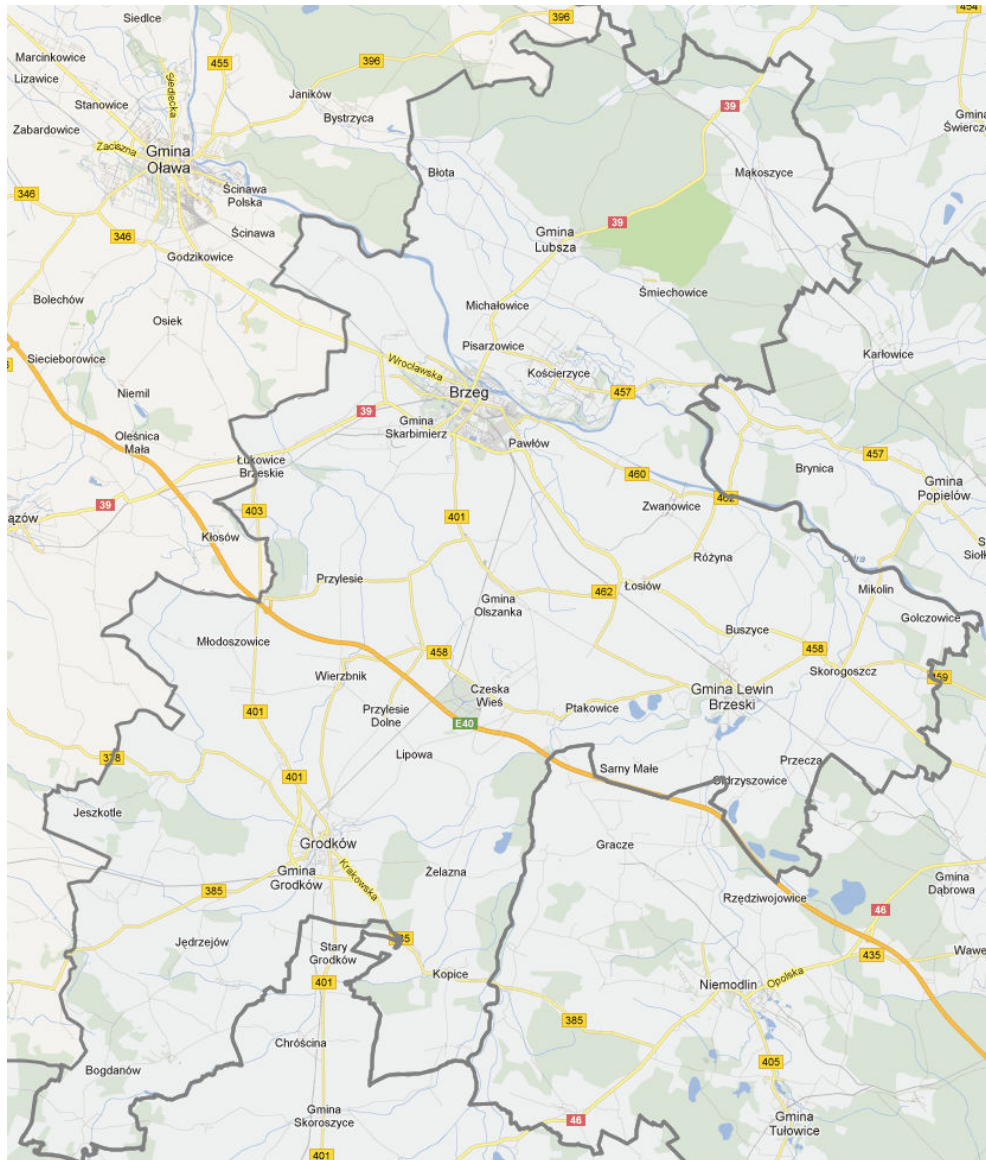 Siedlce
396
454
Marcinkowice
455
396
Lizawice
Siedlecka
Janików
Stanowice
Bystrzyca
39
Gmina
Zabardowice
Zaciszna
Gmina
Oława
Błota
Mąkoszyce
Ścinawa
Polska
346
39
346
Ścinawa
Gmina
Lubsza
Godzikowice
Bolechów
Śmiechowice
Michałowice
Osiek
Pisarzowice
Karłowice
Siecieborowice
Wrocławska
Kościerzyce
Niemil
Brzeg
457
39
Gmina
Skarbimierz
Oleśnica
Mała
Pawłów
457
Łukowice
Brzeskie
460
Brynica
Gmina
Popielów
39
403
462
Zwanowice
401
Kłosów
Różyna
Odra
Przylesie
Łosiów
462
Mikolin
Gmina
Olszanka
Golczowice
Młodoszowice
Buszyce
458
458
Skorogoszcz
Wierzbnik
459
Czeska
Wieś
Gmina Lewin
Brzeski
401
Przylesie
Dolne
Ptakowice
E40
Lipowa
378
Przecza
Sarny Małe
401
Jeszkotle
Grodków
Gracze
Krakowska
Gmina
Grodków
Żelazna
Gmina
Dąbrowa
385
Rzędziwojowice
46
Jędrzejów
Stary
Grodków
435
Kopice
401
Niemodlin
Opolska
385
Chróścina
405
Bogdanów
Gmina
Skoroszyce
46
Gmina
Tułowice
401